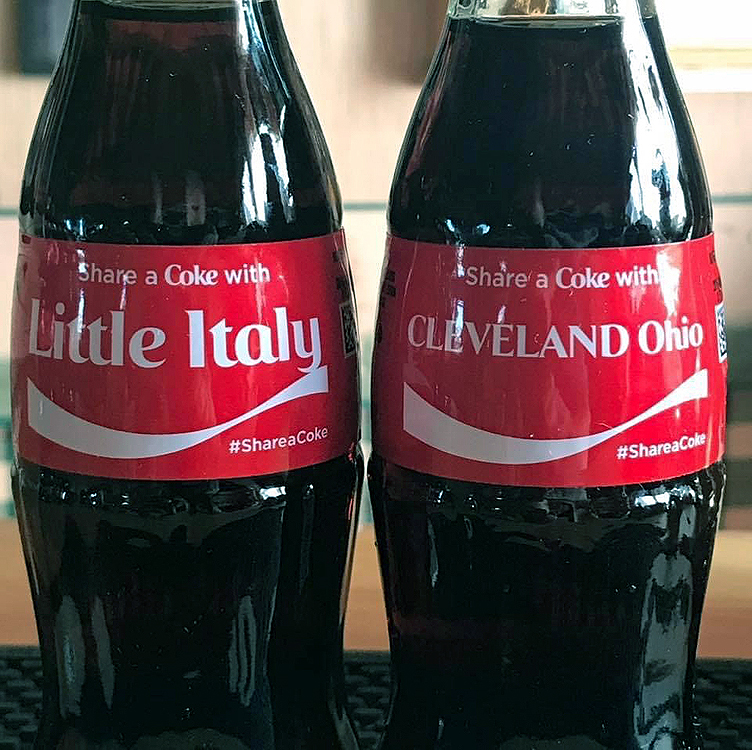 Share a Coke with
Little Italy
#ShareaCoke
Share a Coke with
CLEVELAND Ohio
#ShareaCoke